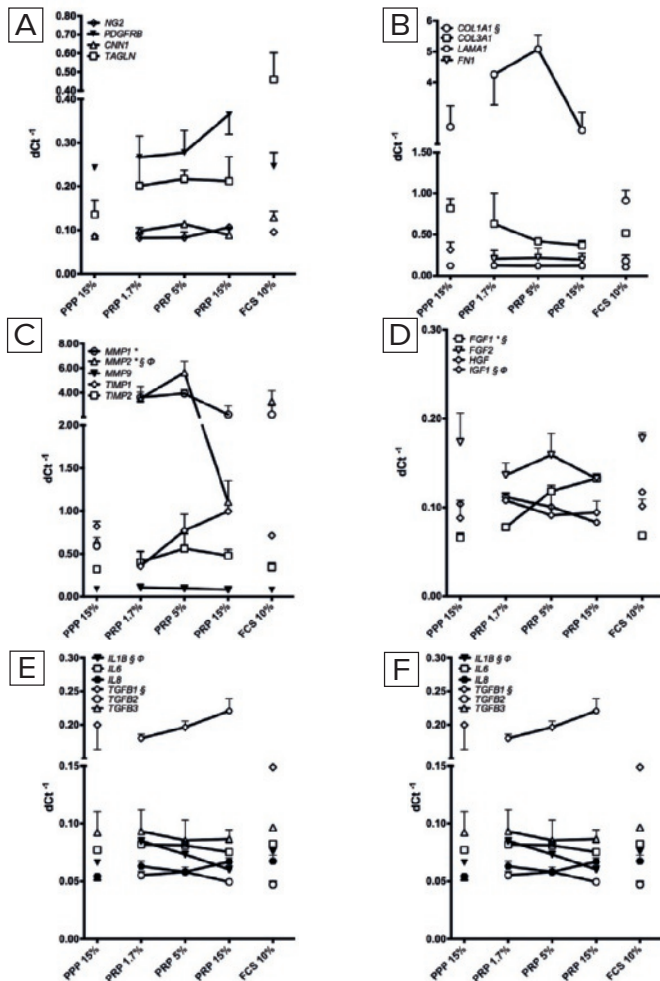 A
NG2
PDGFRB
CNN1
TAGLN
0.80
0.70
0.60
0.50
0.40
0.40
0.30
0.20
0.10
0.00
dCt -1
PPP 15%
PRP 1.7%
PRP 5%
PRP 15%
FCS 10%
B
COL1A1 §
COL3A1
LAMA1
FN1
6
5
4
1.50
1.00
0.50
0.00
dCt -1
PPP 15%
PRP 1.7%
PRP 5%
PRP 15%
FCS 10%
C
MMP1 *
MMP2 * § Φ
MMP9
TIMP1
TIMP2
8.00
6.00
4.00
2.00
1.50
1.00
0.50
0.00
dCt -1
PPP 15%
PRP 1.7%
PRP 5%
PRP 15%
FCS 10%
D
FGF1 * §
FGF2
HGF
IGF1 § Φ
0.30
0.20
0.10
0.00
dCt -1
PPP 15%
PRP 1.7%
PRP 5%
PRP 15%
FCS 10%
E
IL1B § Φ
IL6
IL8
TGFB1 §
TGFB2
TGFB3
0.30
0.25
0.20
0.15
0.10
0.05
0.00
dCt -1
PPP 15%
PRP 1.7%
PRP 5%
PRP 15%
FCS 10%
F
IL1B § Φ
IL6
IL8
TGFB1 §
TGFB2
TGFB3
0.30
0.25
0.20
0.15
0.10
0.05
0.00
dCt -1
PPP 15%
PRP 1.7%
PRP 5%
PRP 15%
FCS 10%